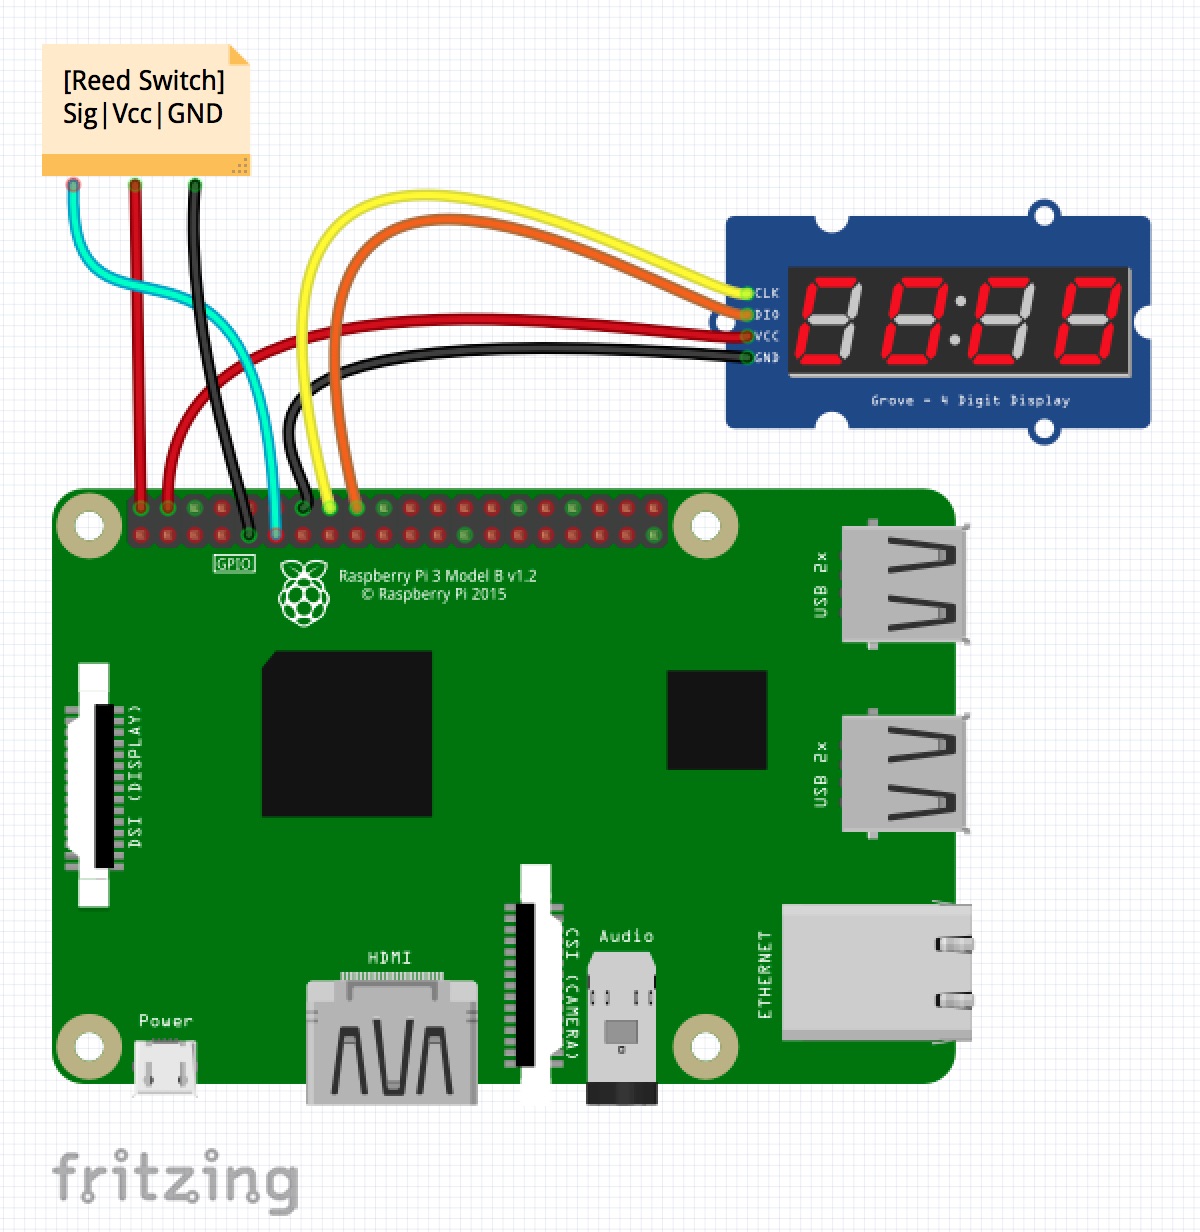 [Reed Switch]
Sig|Vcc|GND
CLK
DIO
VCC
GND
Grove - 4 Digit Display
GPIO
Raspberry Pi 3 Model B v1.2
© Raspberry Pi 2015
USB 2x
DSI (DISPLAY)
USB 2x
HDMI
CSI (CAMERA)
Audio
ETHERNET
Power
fritzing